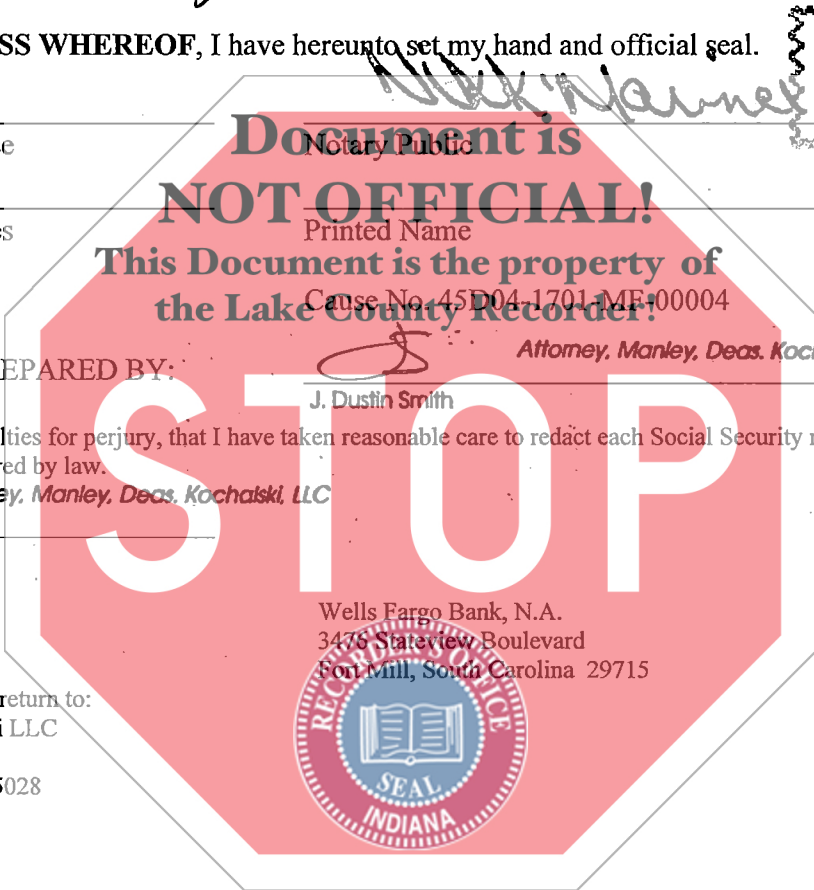 SS WHEREOF, I have hereunto set my hand and official seal.
e
Notary Public
Document is
NOT OFFICIAL!
s
Printed Name
This Document is the property of
the Lake County Recorder!
Cause No. 45D04-1701-MF-00004
Attorney, Manley, Deas. Koch
EPARED BY:
J. Dustin Smith
lties for perjury, that I have taken reasonable care to redact each Social Security
ed by law.
ey, Manley, Deas. Kochalski, LLC
STOP
Wells Fargo Bank, N.A.
3476 Stateview Boulevard
Fort Mill, South Carolina 29715
RECORDER'S OFFICE
SEAL
INDIANA
return to:
i LLC
5028